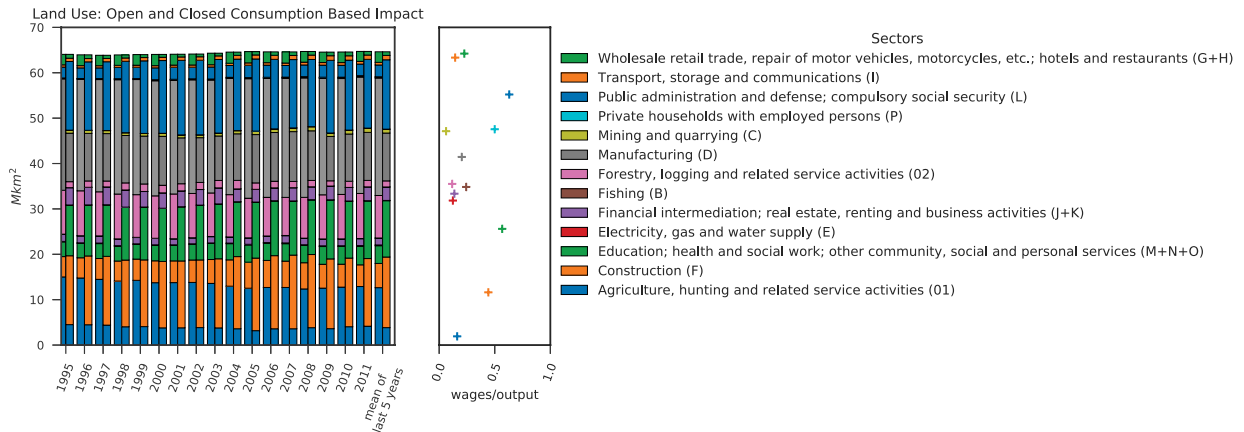 Land Use: Open and Closed Consumption Based Impact
70
60
50
40
30
20
10
0
Mkm²
1995
1996
1997
1998
1999
2000
2001
2002
2003
2004
2005
2006
2007
2008
2009
2010
2011
mean of
last 5 years
0.0
0.5
1.0
wages/output
Sectors
Wholesale retail trade, repair of motor vehicles, motorcycles, etc.; hotels and restaurants (G+H)
Transport, storage and communications (I)
Public administration and defense; compulsory social security (L)
Private households with employed persons (P)
Mining and quarrying (C)
Manufacturing (D)
Forestry, logging and related service activities (02)
Fishing (B)
Financial intermediation; real estate, renting and business activities (J+K)
Electricity, gas and water supply (E)
Education; health and social work; other community, social and personal services (M+N+O)
Construction (F)
Agriculture, hunting and related service activities (01)